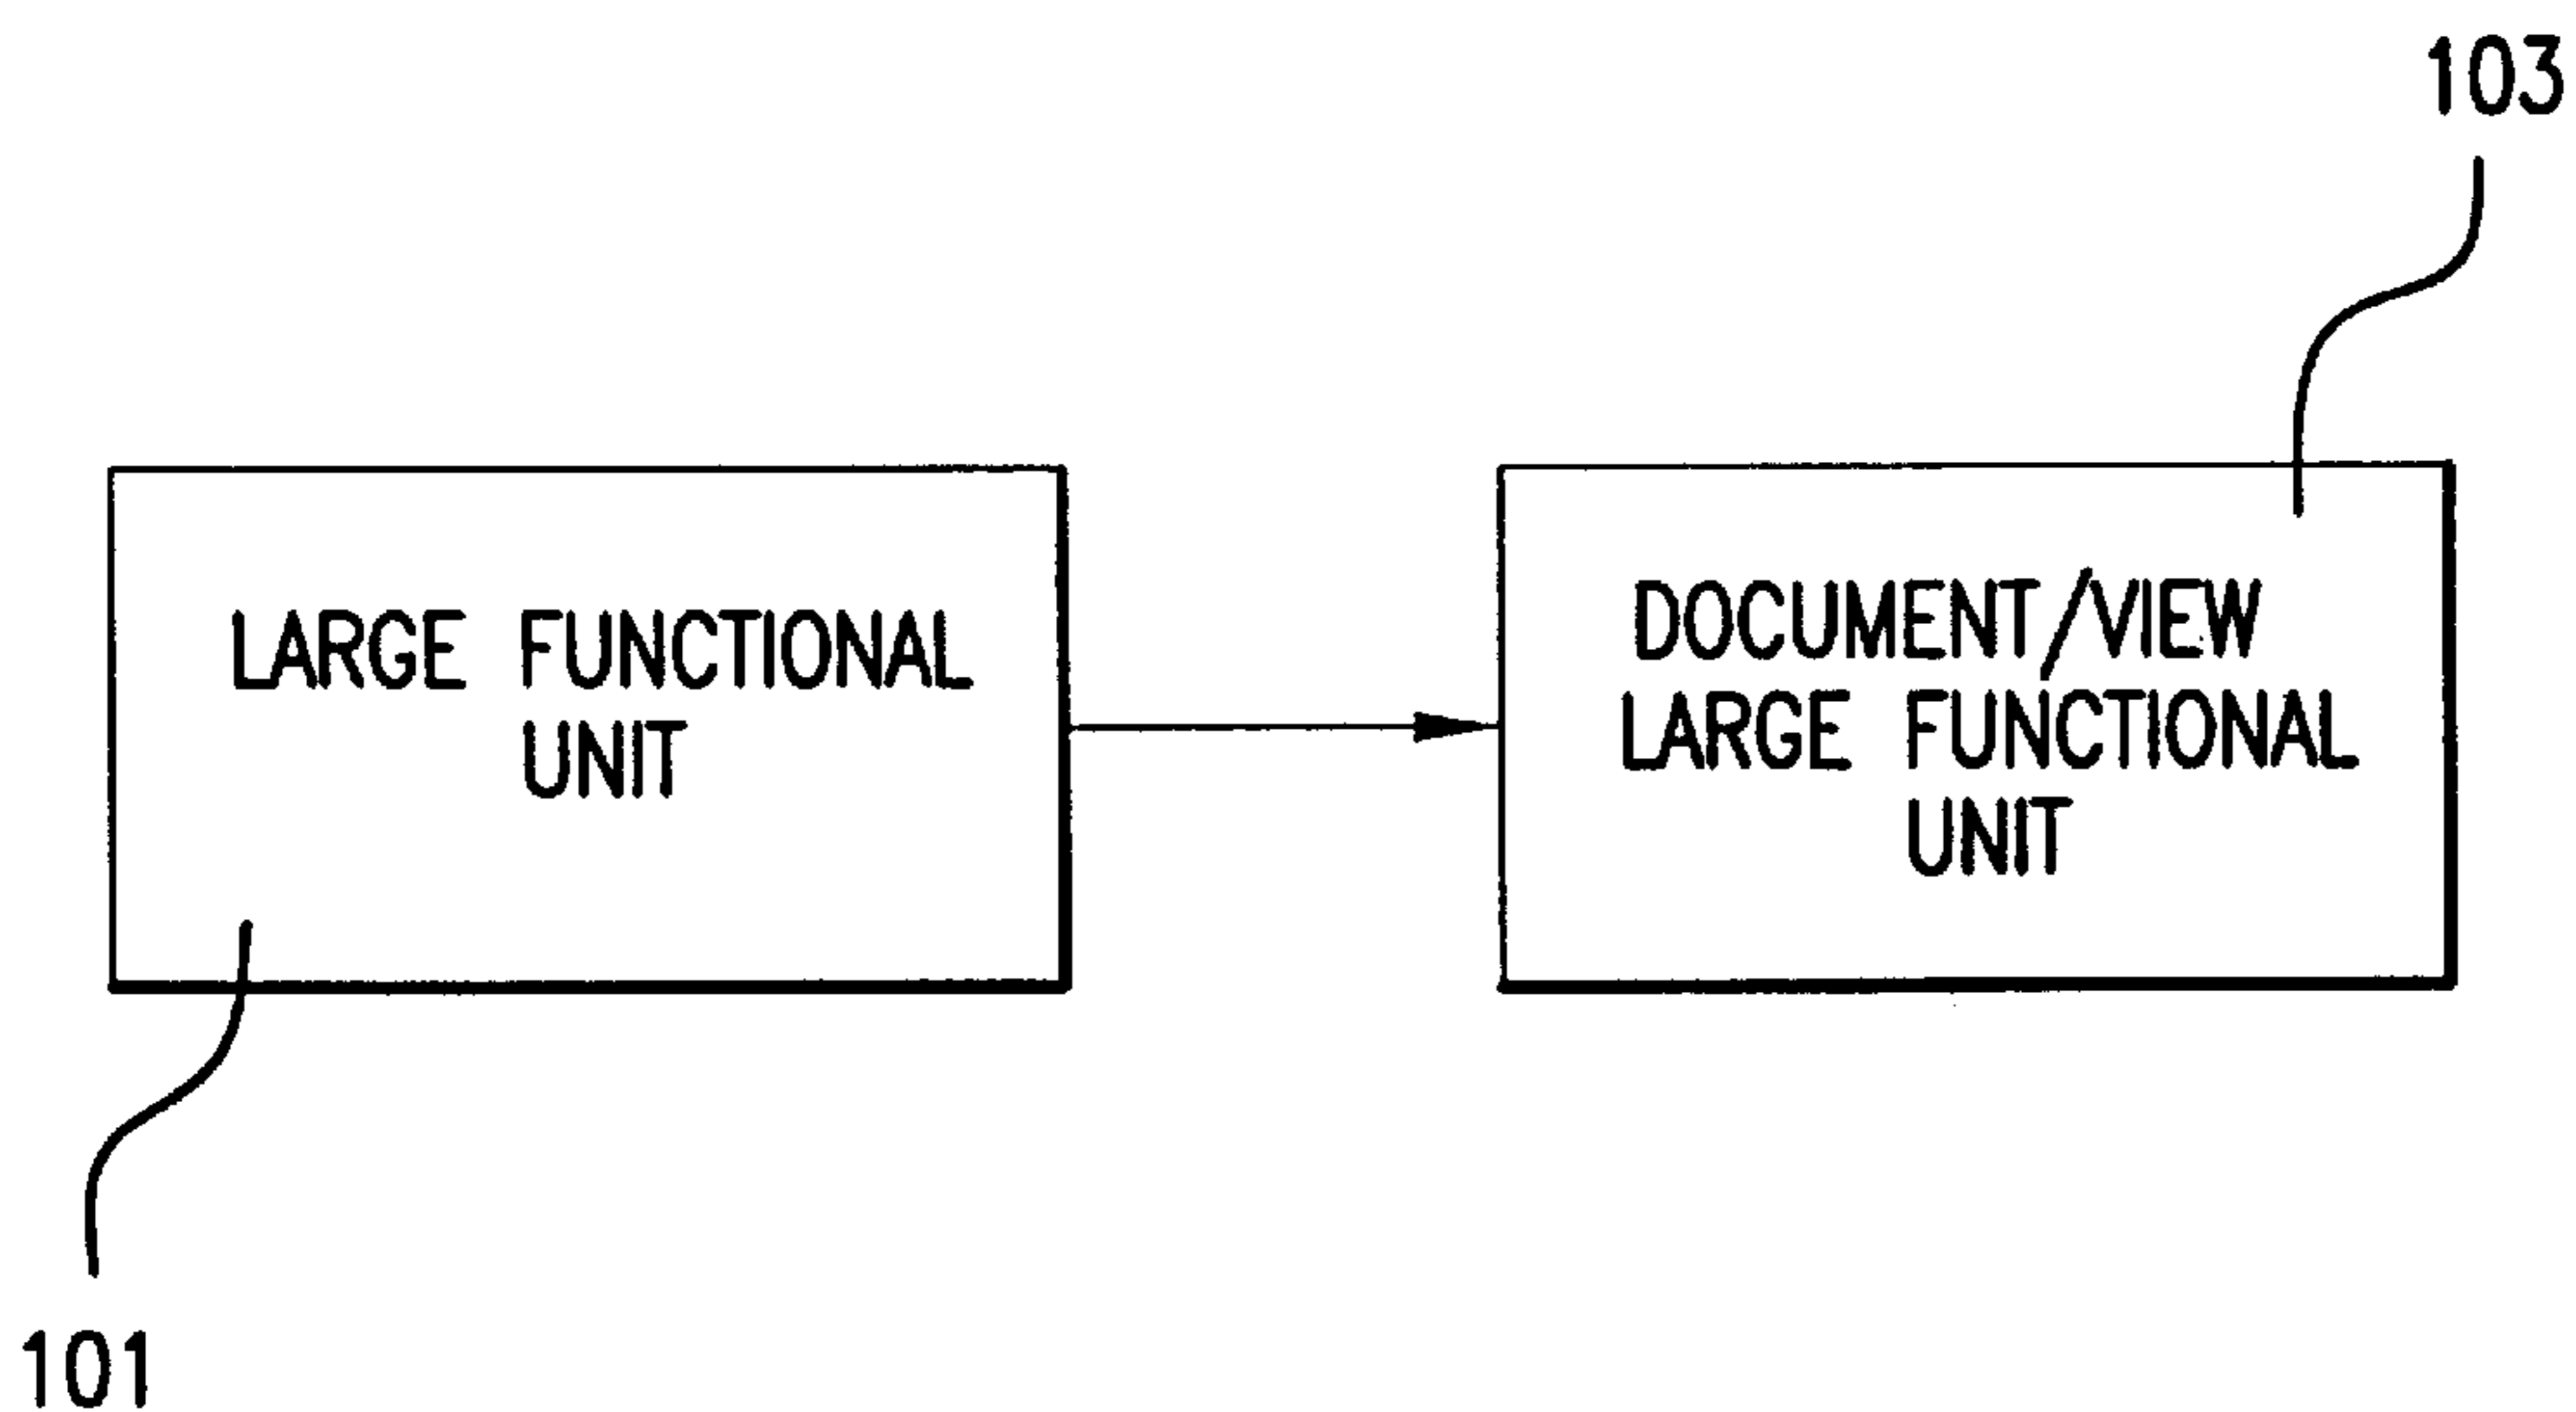 103
LARGE FUNCTIONAL
UNIT
DOCUMENT/VIEW
LARGE FUNCTIONAL
UNIT
101